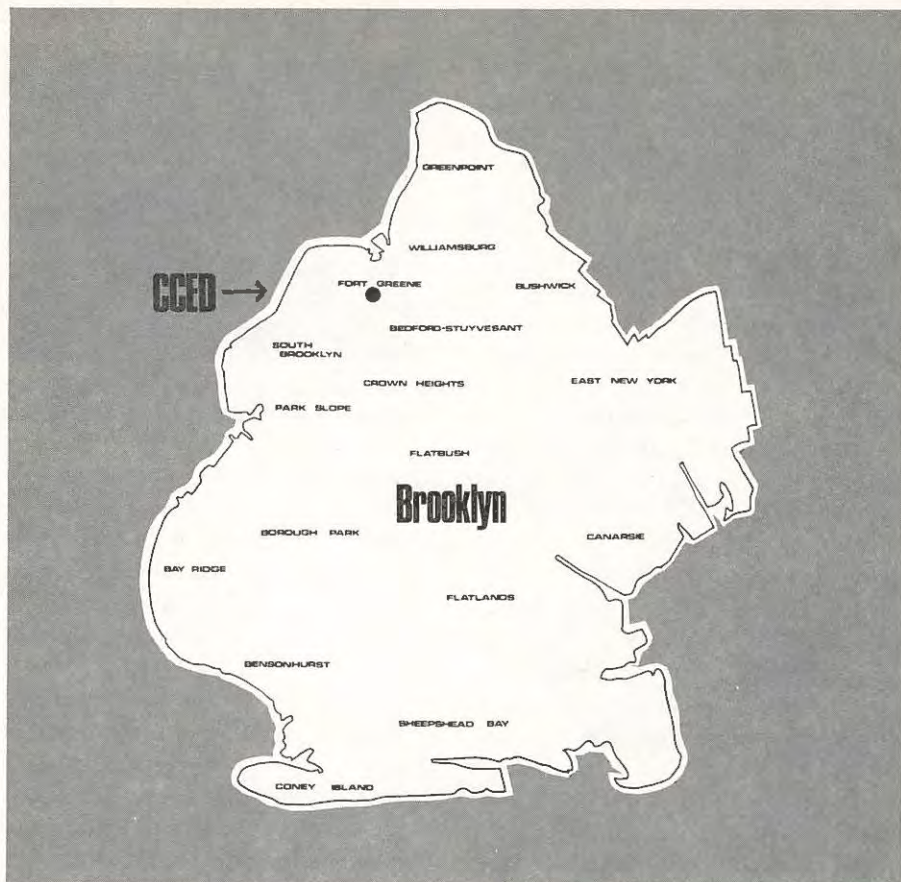 GREENPOINT
WILLIAMSBURG
CCED →
FORT GREENE
BUSHWICK
BEDFORD-STUYVESANT
SOUTH
BROOKLYN
CROWN HEIGHTS
EAST NEW YORK
PARK SLOPE
FLATBUSH
Brooklyn
BOROUGH PARK
CANARSIE
BAY RIDGE
FLATLANDS
BENSONHURST
SHEEPSHEAD BAY
CONEY ISLAND